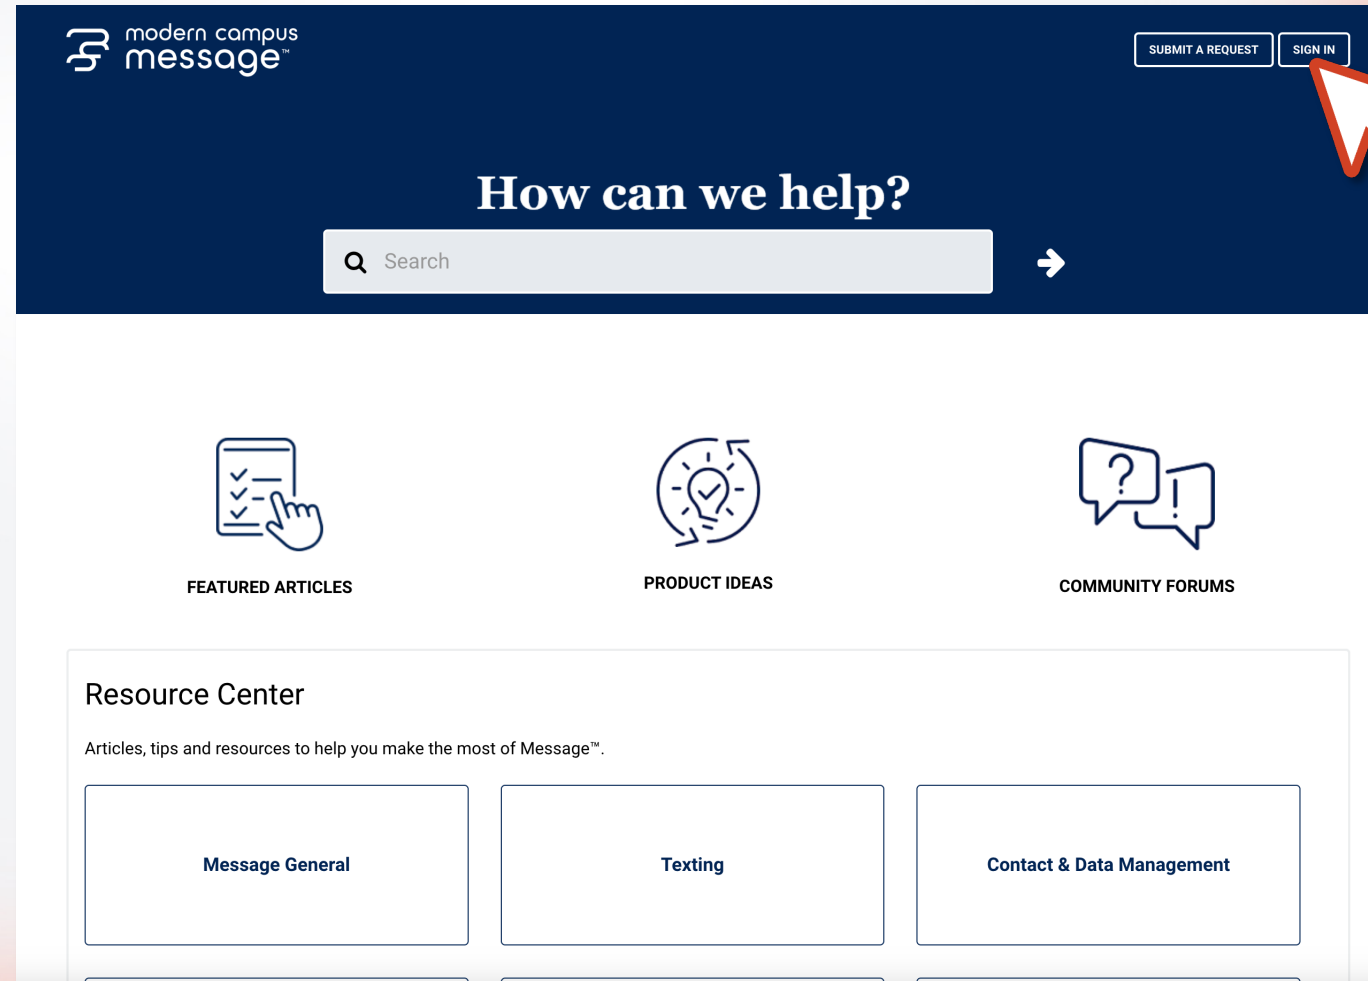 modern campus
message™
SUBMIT A REQUEST
SIGN IN
How can we help?
Search
FEATURED ARTICLES
PRODUCT IDEAS
COMMUNITY FORUMS
Resource Center
Articles, tips and resources to help you make the most of Message™.
Message General
Texting
Contact & Data Management